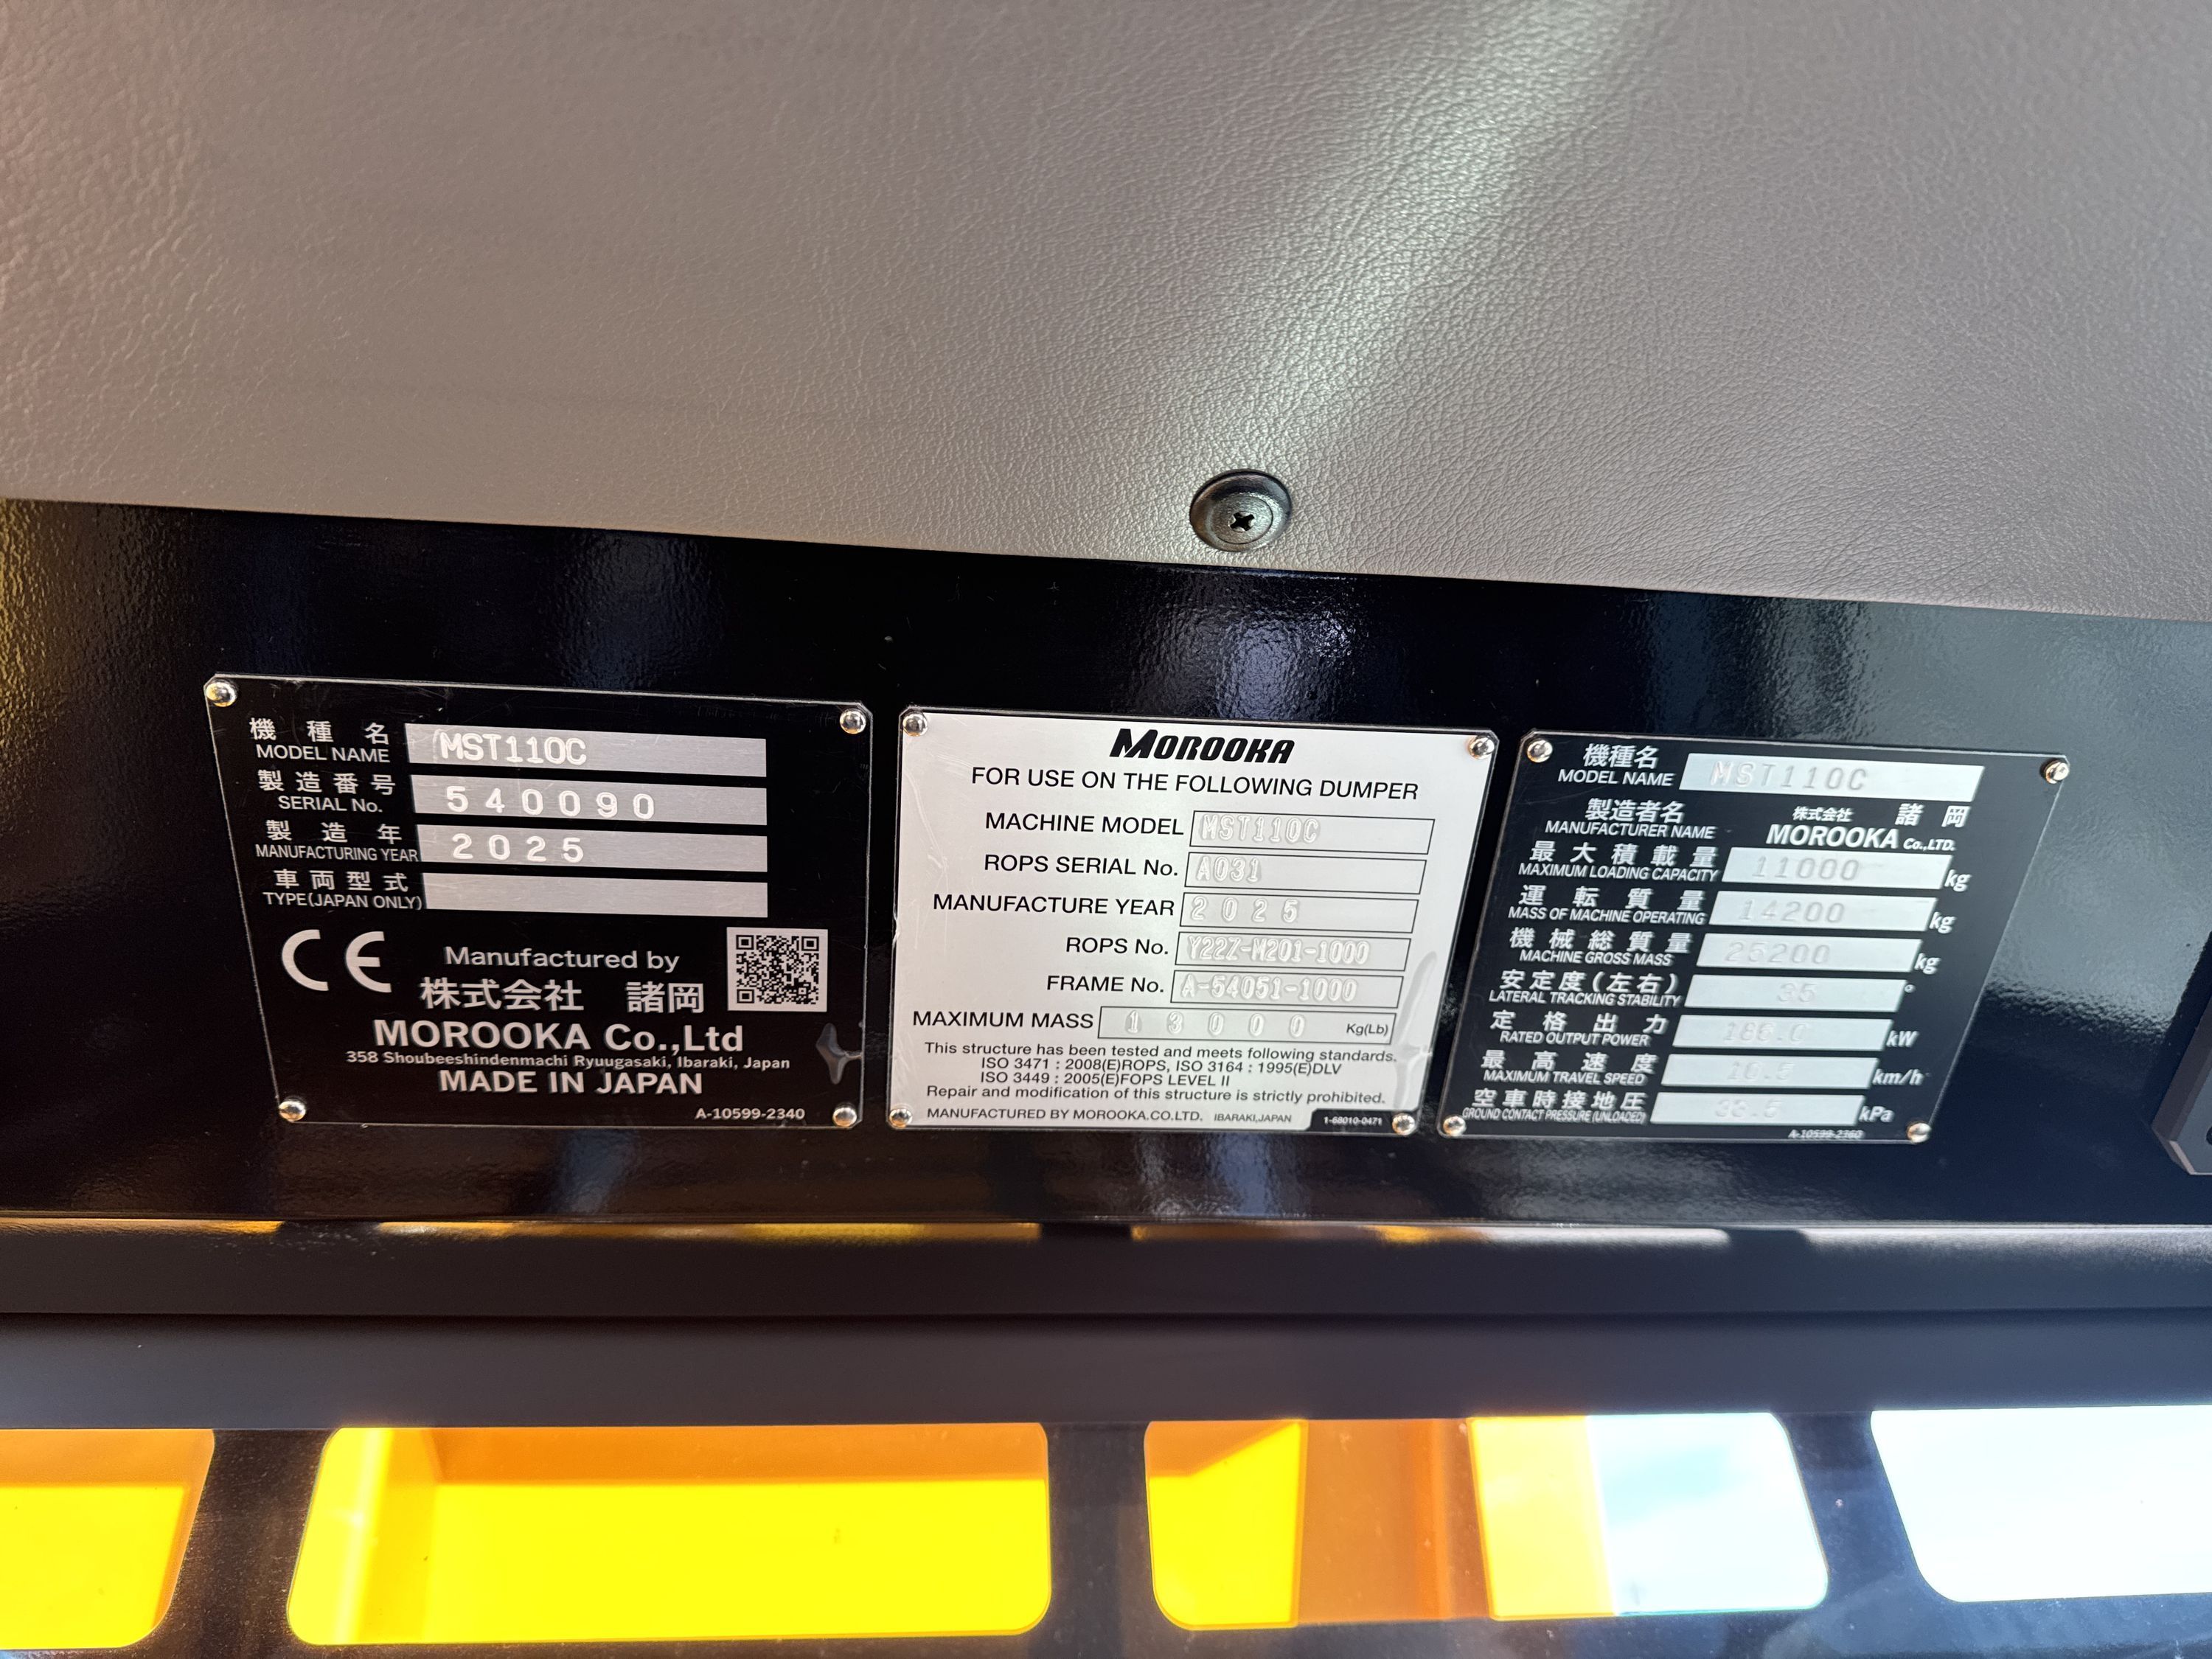 機種名
MODEL NAME
MST110C
製造番号
SERIAL No.
540090
製造年
MANUFACTURING YEAR
2025
車両型式
TYPE(JAPAN ONLY)
CE
Manufactured by
株式会社 諸岡
MOROOKA Co.,Ltd
358 Shoubeeshindenmachi Ryuugasaki, Ibaraki, Japan
MADE IN JAPAN
A-10599-2340
MOROOKA
FOR USE ON THE FOLLOWING DUMPER
MACHINE MODEL MST110C
ROPS SERIAL No. A031
MANUFACTURE YEAR 2025
ROPS No. Y22Z-M201-1000
FRAME No. A-54051-1000
MAXIMUM MASS 13000 Kg(Lb)
This structure has been tested and meets following standards.
ISO 3471 : 2008(E)ROPS, ISO 3164 : 1995(E)DLV
ISO 3449 : 2005(E)FOPS LEVEL II
Repair and modification of this structure is strictly prohibited.
MANUFACTURED BY MOROOKA.CO.LTD. IBARAKI,JAPAN
1-68010-0471
機種名
MODEL NAME
MST110C
製造者名
MANUFACTURER NAME
株式会社 諸岡
MOROOKA Co.,LTD.
最大積載量
MAXIMUM LOADING CAPACITY
11000 kg
運転質量
MASS OF MACHINE OPERATING
14200 kg
機械総質量
MACHINE GROSS MASS
25200 kg
安定度(左右)
LATERAL TRACKING STABILITY
35 °
定格出力
RATED OUTPUT POWER
kW
最高速度
MAXIMUM TRAVEL SPEED
km/h
空車時接地圧
GROUND CONTACT PRESSURE (UNLOADED)
kPa
A-10599-2360